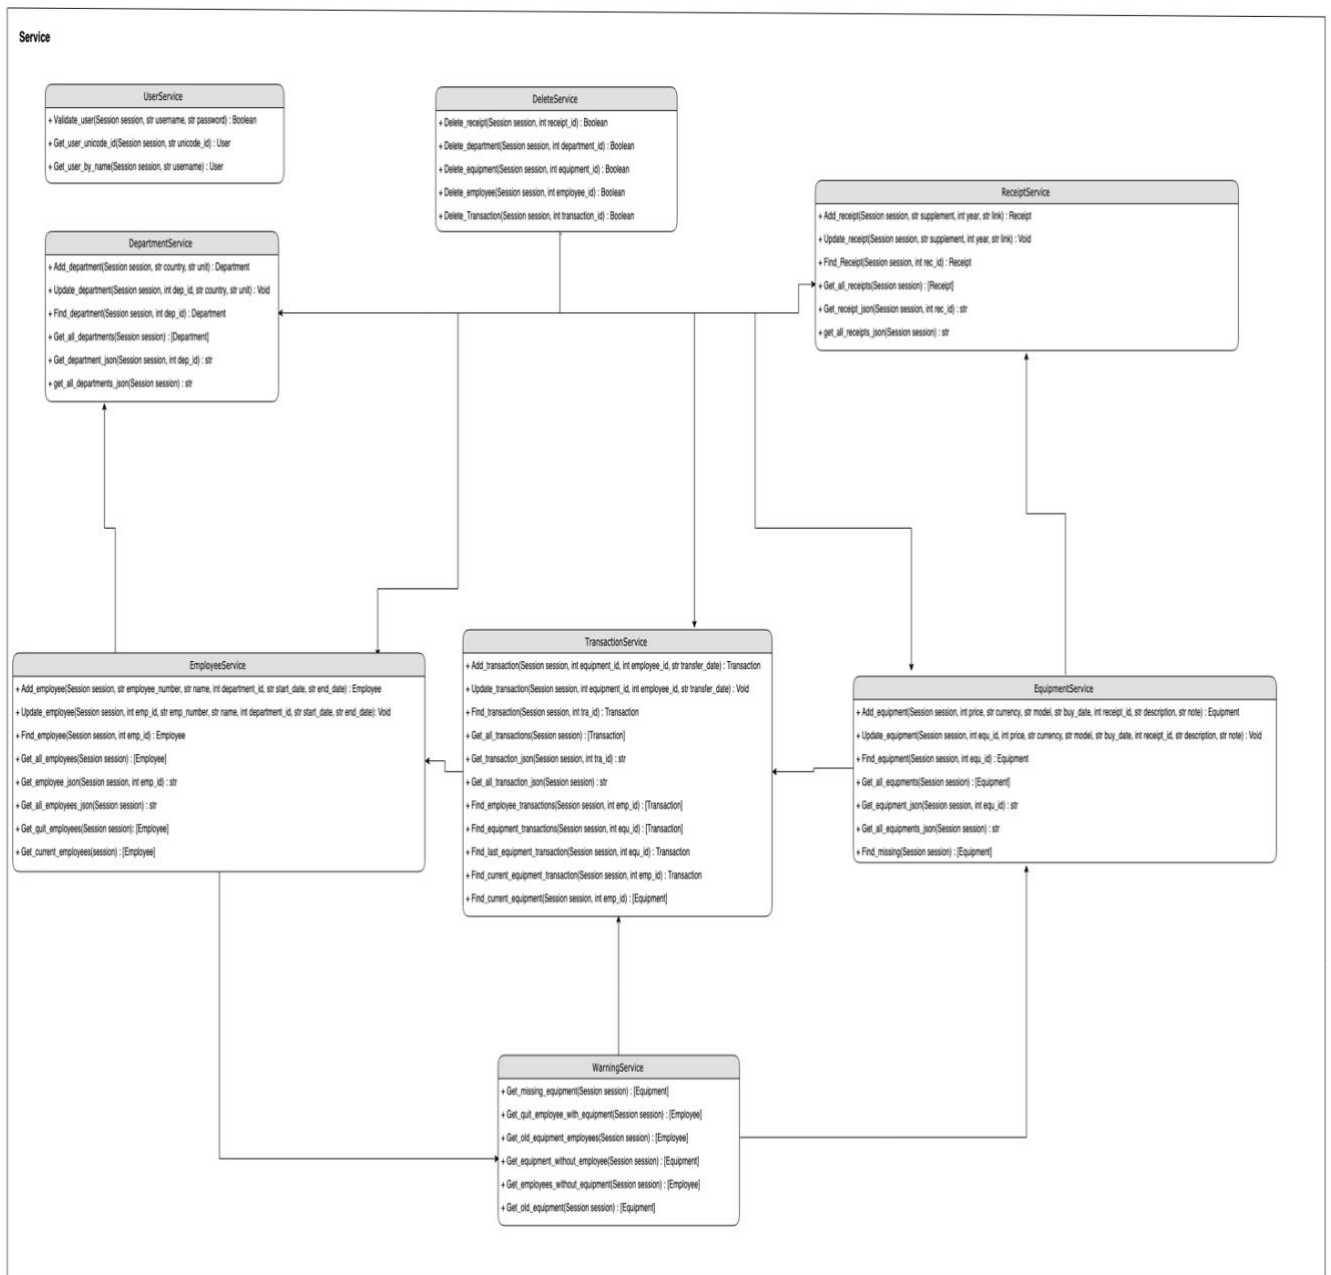 Service
UserService
+ Validate_user(Session session, str username, str password) : Boolean
+ Get_user_unicode_id(Session session, str unicode_id) : User
+ Get_user_by_name(Session session, str username) : User
DeleteService
+ Delete_receipt(Session session, int receipt_id) : Boolean
+ Delete_department(Session session, int department_id) : Boolean
+ Delete_equipment(Session session, int equipment_id) : Boolean
+ Delete_employee(Session session, int employee_id) : Boolean
+ Delete_Transaction(Session session, int transaction_id) : Boolean
ReceiptService
+ Add_receipt(Session session, str supplement, int year, str link) : Receipt
+ Update_receipt(Session session, str supplement, int year, str link) : Void
+ Find_Receipt(Session session, int rec_id) : Receipt
+ Get_all_receipts(Session session) : [Receipt]
+ Get_receipt_json(Session session, int rec_id) : str
+ get_all_receipts_json(Session session) : str
DepartmentService
+ Add_department(Session session, str country, str unit) : Department
+ Update_department(Session session, int dep_id, str country, str unit) : Void
+ Find_department(Session session, int dep_id) : Department
+ Get_all_departments(Session session) : [Department]
+ Get_department_json(Session session, int dep_id) : str
+ get_all_departments_json(Session session) : str
EmployeeService
+ Add_employee(Session session, str employee_number, str name, int department_id, str start_date, str end_date) : Employee
+ Update_employee(Session session, int emp_id, str emp_number, str name, int department_id, str start_date, str end_date): Void
+ Find_employee(Session session, int emp_id) : Employee
+ Get_all_employees(Session session) : [Employee]
+ Get_employee_json(Session session, int emp_id) : str
+ Get_all_employees_json(Session session) : str
+ Get_quit_employees(Session session): [Employee]
+ Get_current_employees(session) : [Employee]
TransactionService
+ Add_transaction(Session session, int equipment_id, int employee_id, str transfer_date) : Transaction
+ Update_transaction(Session session, int equipment_id, int employee_id, str transfer_date) : Void
+ Find_transaction(Session session, int tra_id) : Transaction
+ Get_all_transactions(Session session) : [Transaction]
+ Get_transaction_json(Session session, int tra_id) : str
+ Get_all_transaction_json(Session session) : str
+ Find_employee_transactions(Session session, int emp_id) : [Transaction]
+ Find_equipment_transactions(Session session, int equ_id) : [Transaction]
+ Find_last_equipment_transaction(Session session, int equ_id) : Transaction
+ Find_current_equipment_transaction(Session session, int emp_id) : Transaction
+ Find_current_equipment(Session session, int emp_id) : [Equipment]
EquipmentService
+ Add_equipment(Session session, int price, str currency, str model, str buy_date, int receipt_id, str description, str note) : Equipment
+ Update_equipment(Session session, int equ_id, int price, str currency, str model, str buy_date, int receipt_id, str description, str note) : Void
+ Find_equipment(Session session, int equ_id) : Equipment
+ Get_all_equpments(Session session) : [Equipment]
+ Get_equipment_json(Session session, int equ_id) : str
+ Get_all_equipments_json(Session session) : str
+ Find_missing(Session session) : [Equipment]
WarningService
+ Get_missing_equipment(Session session) : [Equipment]
+ Get_quit_employee_with_equipment(Session session) : [Employee]
+ Get_old_equipment_employees(Session session) : [Employee]
+ Get_equipment_without_employee(Session session) : [Equipment]
+ Get_employees_without_equipment(Session session) : [Employee]
+ Get_old_equipment(Session session) : [Equipment]